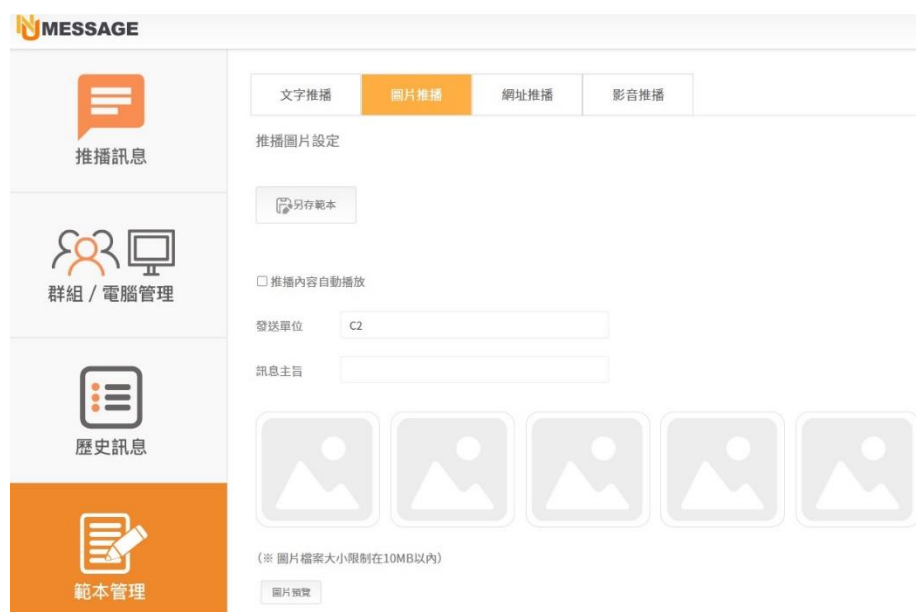 NU MESSAGE
推播訊息
群組 / 電腦管理
歷史訊息
範本管理
文字推播
圖片推播
網址推播
影音推播
推播圖片設定
另存範本
推播內容自動播放
發送單位 C2
訊息主旨
(※ 圖片檔案大小限制在10MB以內)
圖片預覽